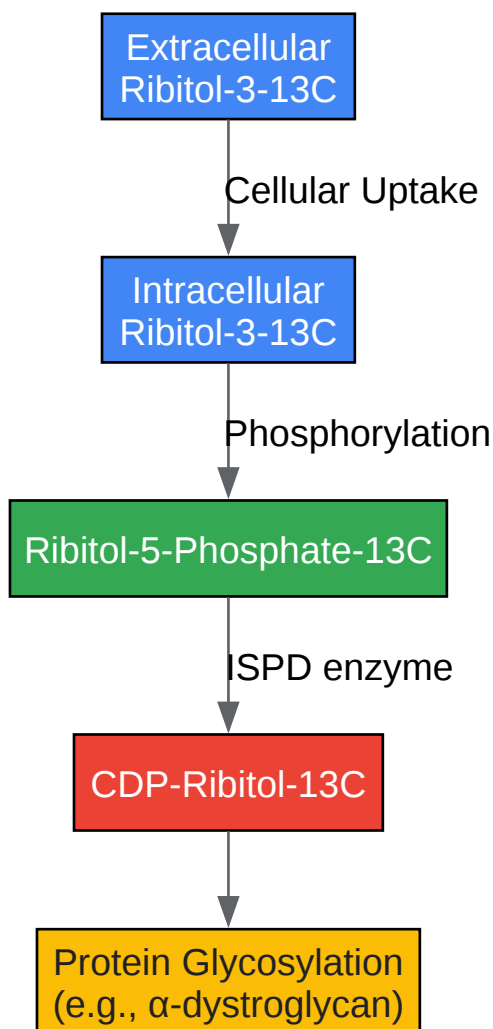 Extracellular
Ribitol-3-13C
Cellular Uptake
Intracellular
Ribitol-3-13C
Phosphorylation
Ribitol-5-Phosphate-13C
ISPD enzyme
CDP-Ribitol-13C
Protein Glycosylation
(e.g., α-dystroglycan)